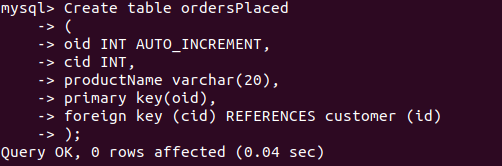 mysql> Create table ordersPlaced
    -> (
    -> oid INT AUTO_INCREMENT,
    -> cid INT,
    -> productName varchar(20),
    -> primary key(oid),
    -> foreign key (cid) REFERENCES customer (id)
    -> );
Query OK, 0 rows affected (0.04 sec)